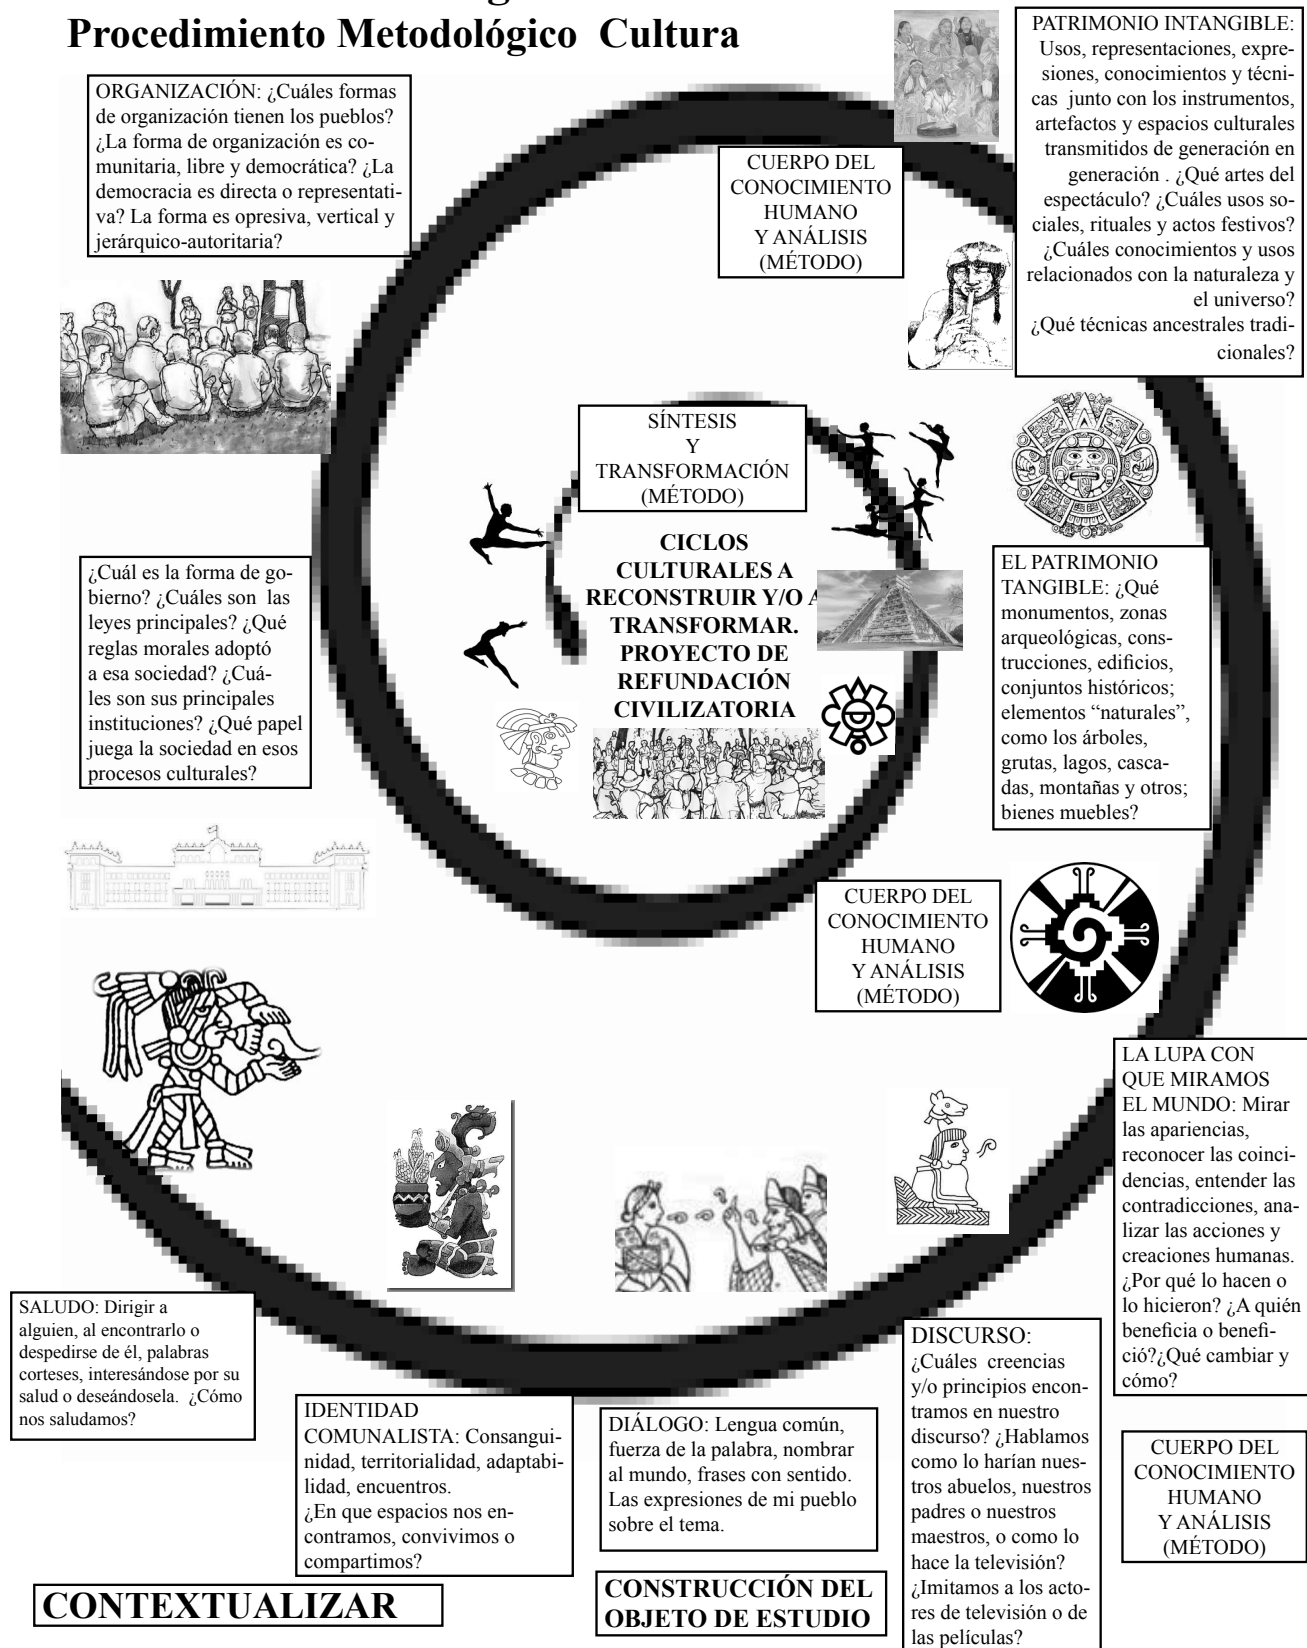 Procedimiento Metodológico Cultura
ORGANIZACIÓN: ¿Cuáles formas
de organización tienen los pueblos?
¿La forma de organización es co-
munitaria, libre y democrática? ¿La
democracia es directa o representati-
va? La forma es opresiva, vertical y
jerárquico-autoritaria?
CUERPO DEL
CONOCIMIENTO
HUMANO
Y ANÁLISIS
(MÉTODO)
PATRIMONIO INTANGIBLE:
Usos, representaciones, expre-
siones, conocimientos y técni-
cas junto con los instrumentos,
artefactos y espacios culturales
transmitidos de generación en
generación . ¿Qué artes del
espectáculo? ¿Cuáles usos so-
ciales, rituales y actos festivos?
¿Cuáles conocimientos y usos
relacionados con la naturaleza y
el universo?
¿Qué técnicas ancestrales tradi-
cionales?
SÍNTESIS
Y
TRANSFORMACIÓN
(MÉTODO)
CICLOS
CULTURALES A
RECONSTRUIR Y/O A
TRANSFORMAR.
PROYECTO DE
REFUNDACIÓN
CIVILIZATORIA
¿Cuál es la forma de go-
bierno? ¿Cuáles son las
leyes principales? ¿Qué
reglas morales adoptó
a esa sociedad? ¿Cuá-
les son sus principales
instituciones? ¿Qué papel
juega la sociedad en esos
procesos culturales?
EL PATRIMONIO
TANGIBLE: ¿Qué
monumentos, zonas
arqueológicas, cons-
trucciones, edificios,
conjuntos históricos;
elementos “naturales”,
como los árboles,
grutas, lagos, casca-
das, montañas y otros;
bienes muebles?
CUERPO DEL
CONOCIMIENTO
HUMANO
Y ANÁLISIS
(MÉTODO)
LA LUPA CON
QUE MIRAMOS
EL MUNDO: Mirar
las apariencias,
reconocer las coinci-
dencias, entender las
contradicciones, ana-
lizar las acciones y
creaciones humanas.
¿Por qué lo hacen o
lo hicieron? ¿A quién
beneficia o benefi-
ció?¿Qué cambiar y
cómo?
SALUDO: Dirigir a
alguien, al encontrarlo o
despedirse de él, palabras
corteses, interesándose por su
salud o deseándosela. ¿Cómo
nos saludamos?
IDENTIDAD
COMUNALISTA: Consangui-
nidad, territorialidad, adaptabi-
lidad, encuentros.
¿En que espacios nos en-
contramos, convivimos o
compartimos?
DIÁLOGO: Lengua común,
fuerza de la palabra, nombrar
al mundo, frases con sentido.
Las expresiones de mi pueblo
sobre el tema.
DISCURSO:
¿Cuáles creencias
y/o principios encon-
tramos en nuestro
discurso? ¿Hablamos
como lo harían nues-
tros abuelos, nuestros
padres o nuestros
maestros, o como lo
hace la televisión?
¿Imitamos a los acto-
res de televisión o de
las películas?
CUERPO DEL
CONOCIMIENTO
HUMANO
Y ANÁLISIS
(MÉTODO)
CONTEXTUALIZAR
CONSTRUCCIÓN DEL
OBJETO DE ESTUDIO